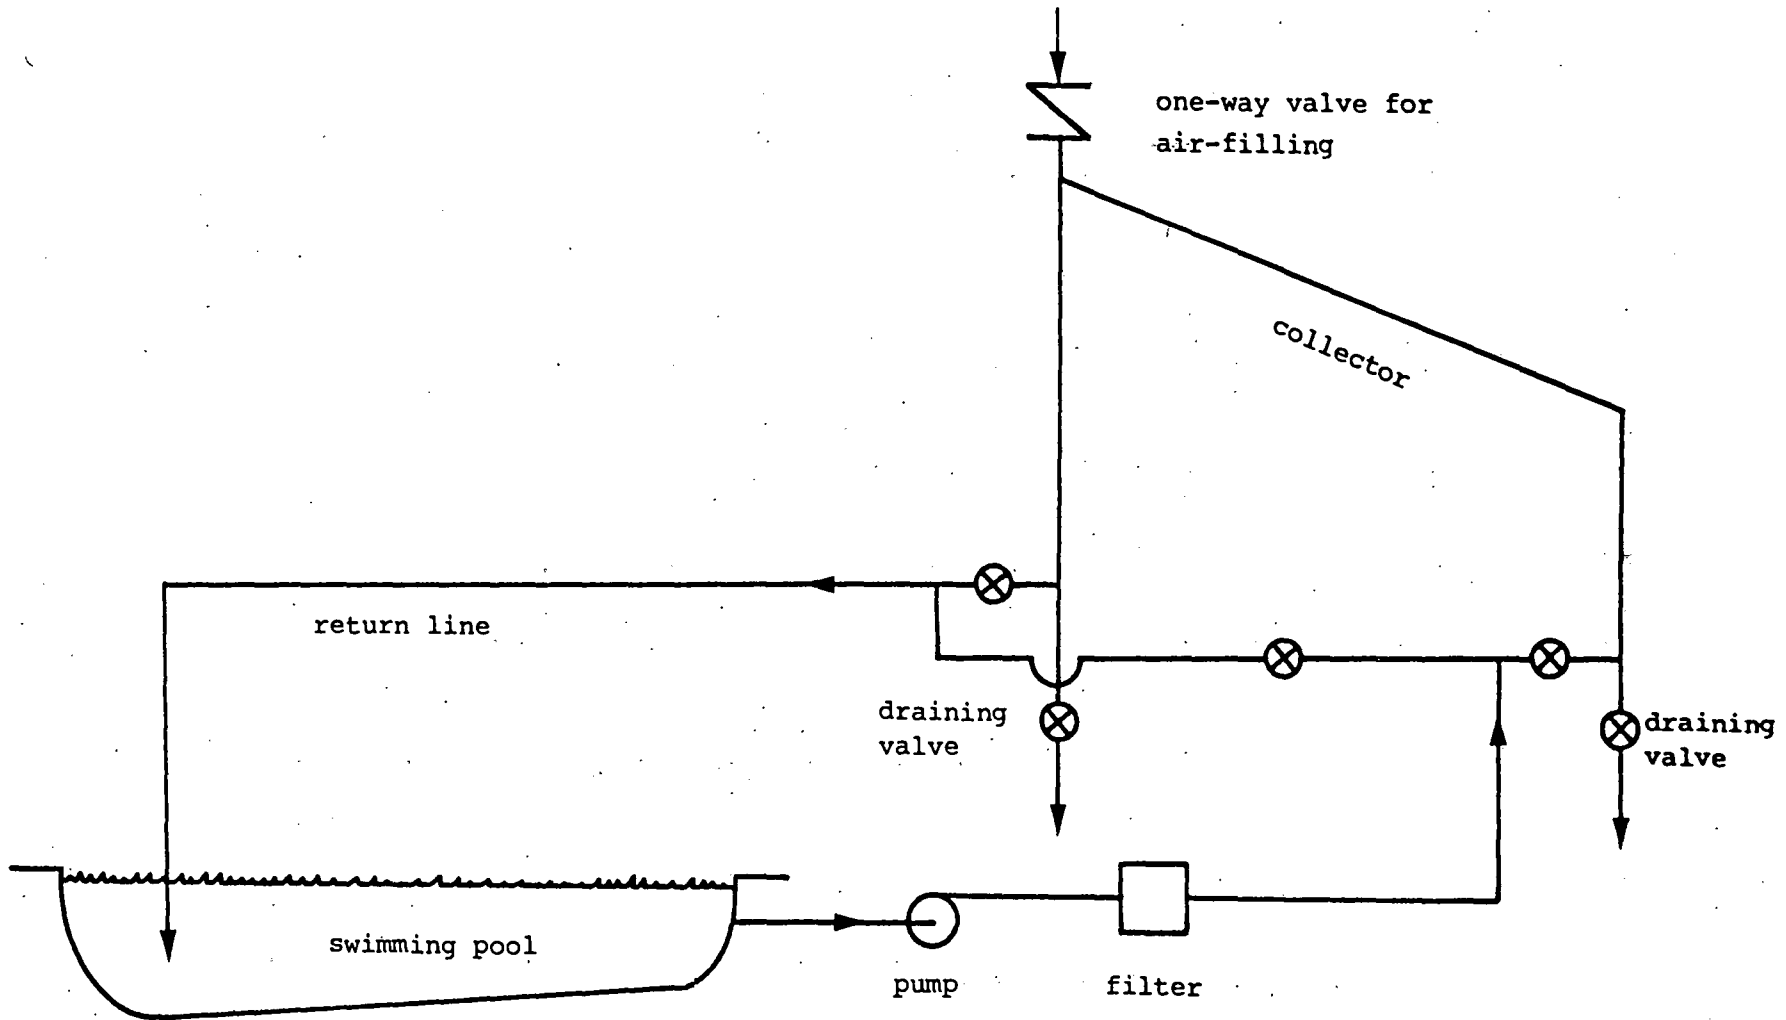 one-way valve for
air-filling
collector
return line
draining
valve
draining
valve
swimming pool
pump
filter